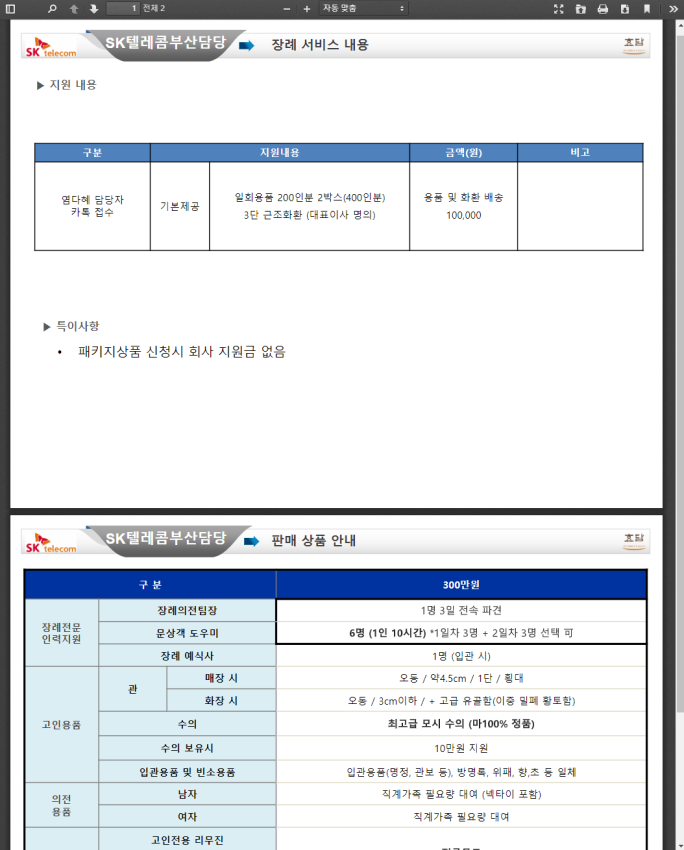 1 전체 2
자동 맞춤
SK telecom
SK텔레콤부산담당
장례 서비스 내용
▶ 지원 내용
구분 지원내용 금액(원) 비고
염다혜 담당자
카톡 접수
기본제공
일회용품 200인분 2박스(400인분)
3단 근조화환 (대표이사 명의)
용품 및 화환 배송
100,000
▶ 특이사항
• 패키지상품 신청시 회사 지원금 없음
SK telecom
SK텔레콤부산담당
판매 상품 안내
구 분 300만원
장례전문
인력지원
장례의전팀장 1명 3일 전속 파견
문상객 도우미 6명 (1인 10시간) *1일차 3명 + 2일차 3명 선택 可
장례 예식사 1명 (입관 시)
고인용품
관
매장 시 오동 / 약4.5cm / 1단 / 횡대
화장 시 오동 / 3cm이하 / + 고급 유골함(이중 밀폐 황토함)
수의 최고급 모시 수의 (마100% 정품)
수의 보유시 10만원 지원
입관용품 및 빈소용품 입관용품(명정, 관보 등), 방명록, 위패, 향,초 등 일체
의전
용품
남자 직계가족 필요량 대여 (넥타이 포함)
여자 직계가족 필요량 대여
고인전용 리무진